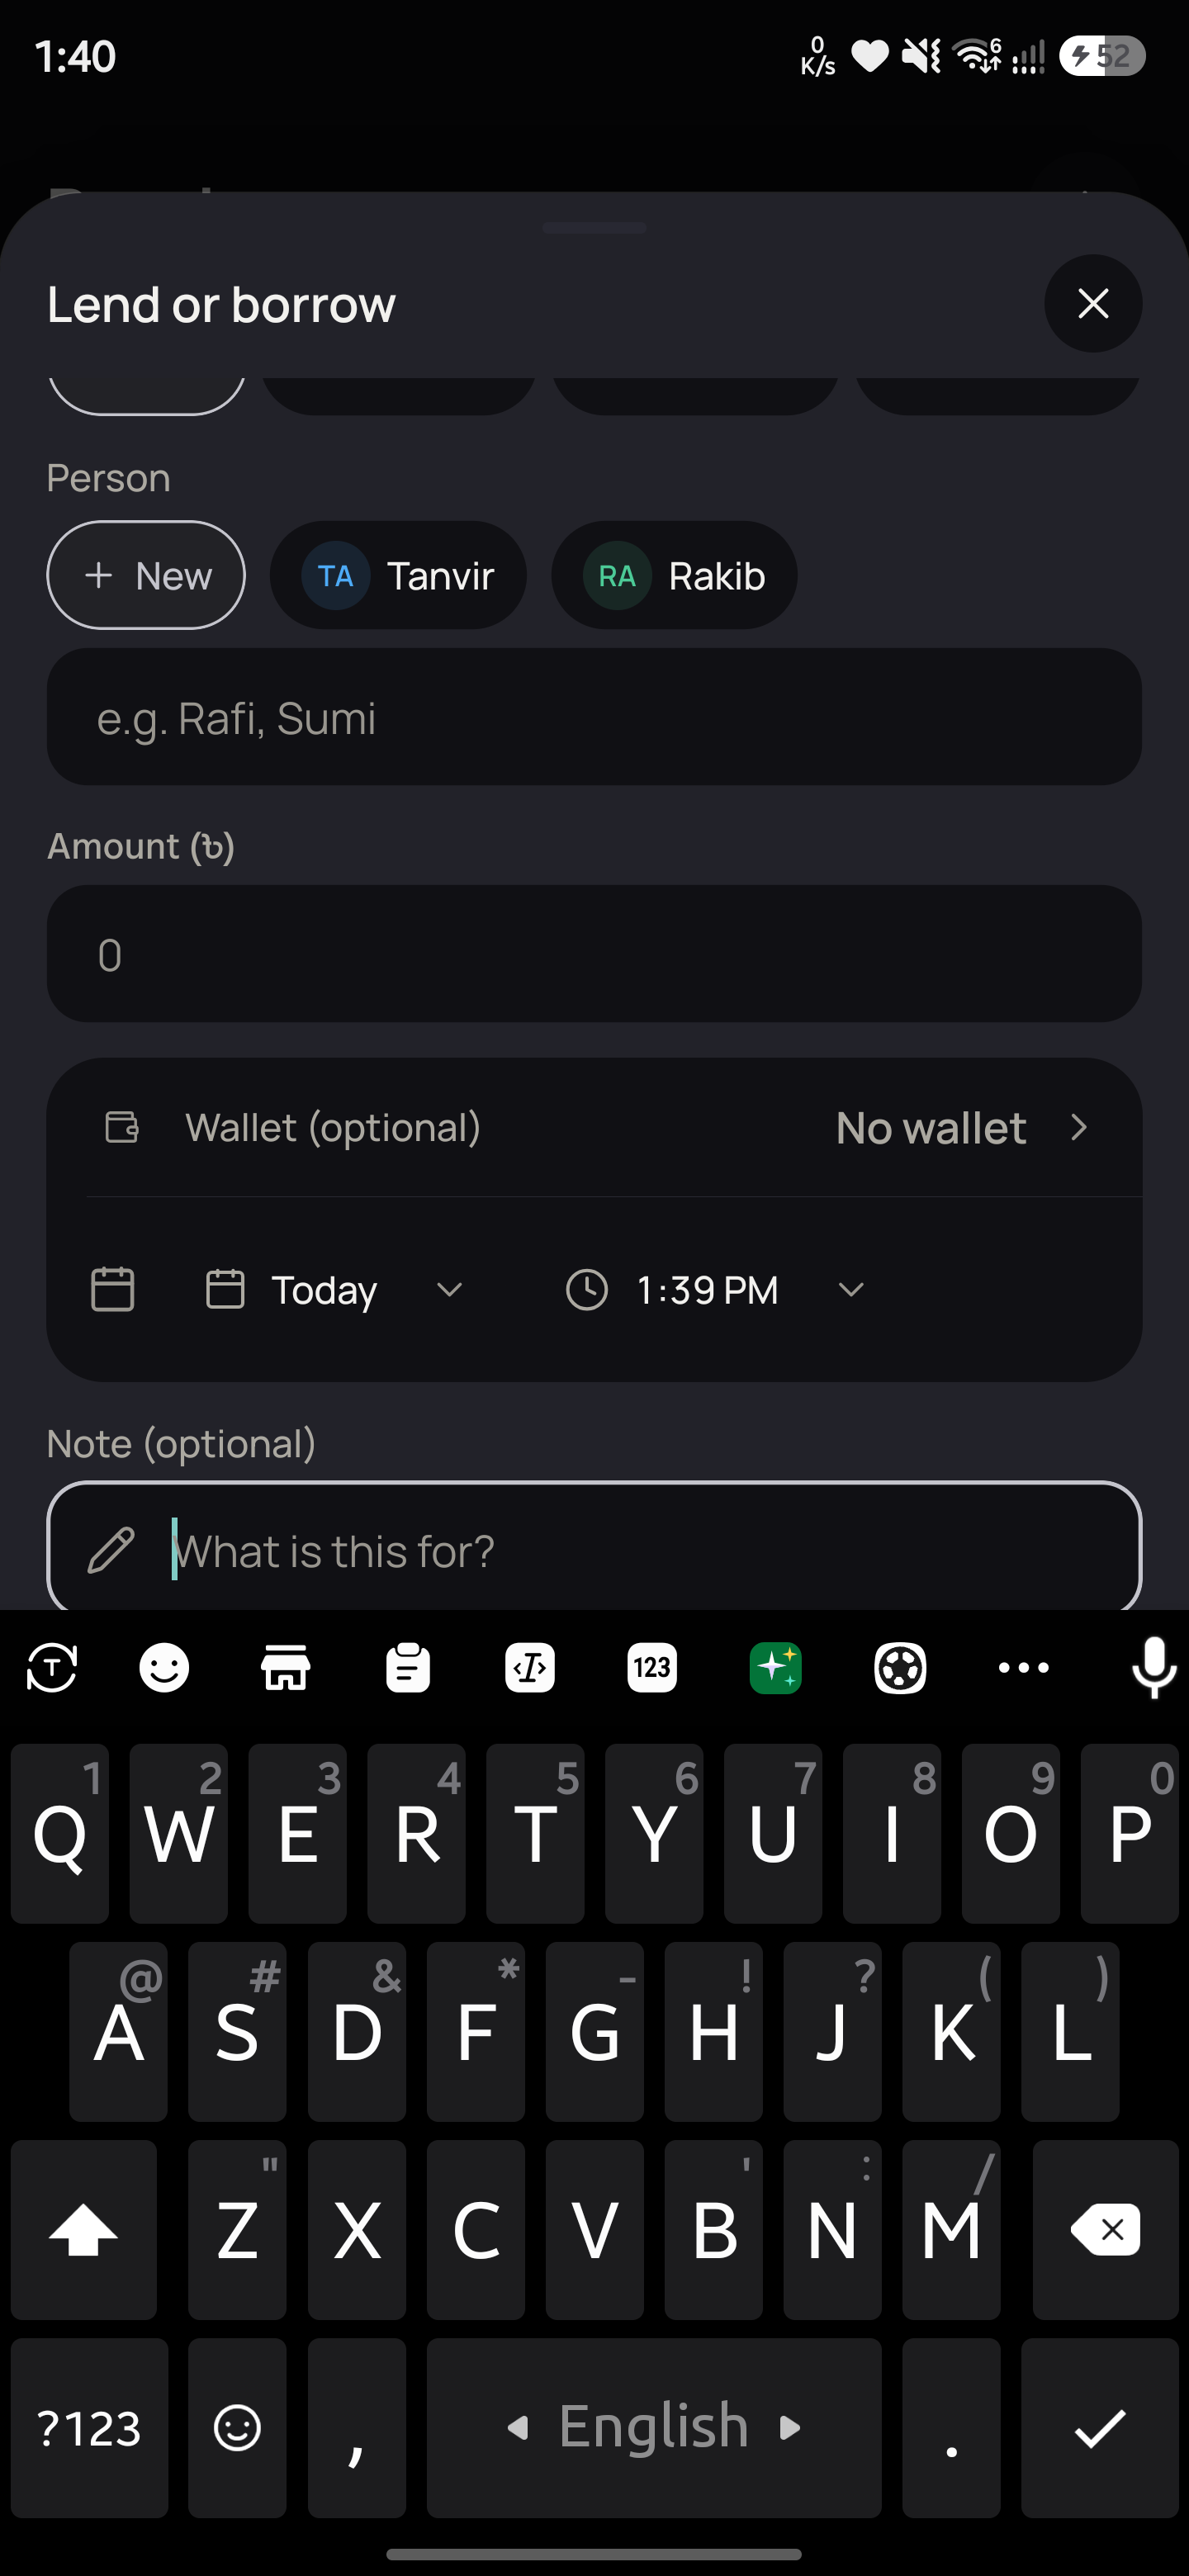 1:40
0
K/s
6
52
Lend or borrow
Person
New
TA Tanvir
RA Rakib
e.g. Rafi, Sumi
Amount (৳)
0
Wallet (optional)
No wallet
Today
1:39 PM
Note (optional)
What is this for?
T
T
123
1 2 3 4 5 6 7 8 9 0
Q W E R T Y U I O P
@ # & * - ! ? ( )
A S D F G H J K L
" ' : /
Z X C V B N M
?123 , English .